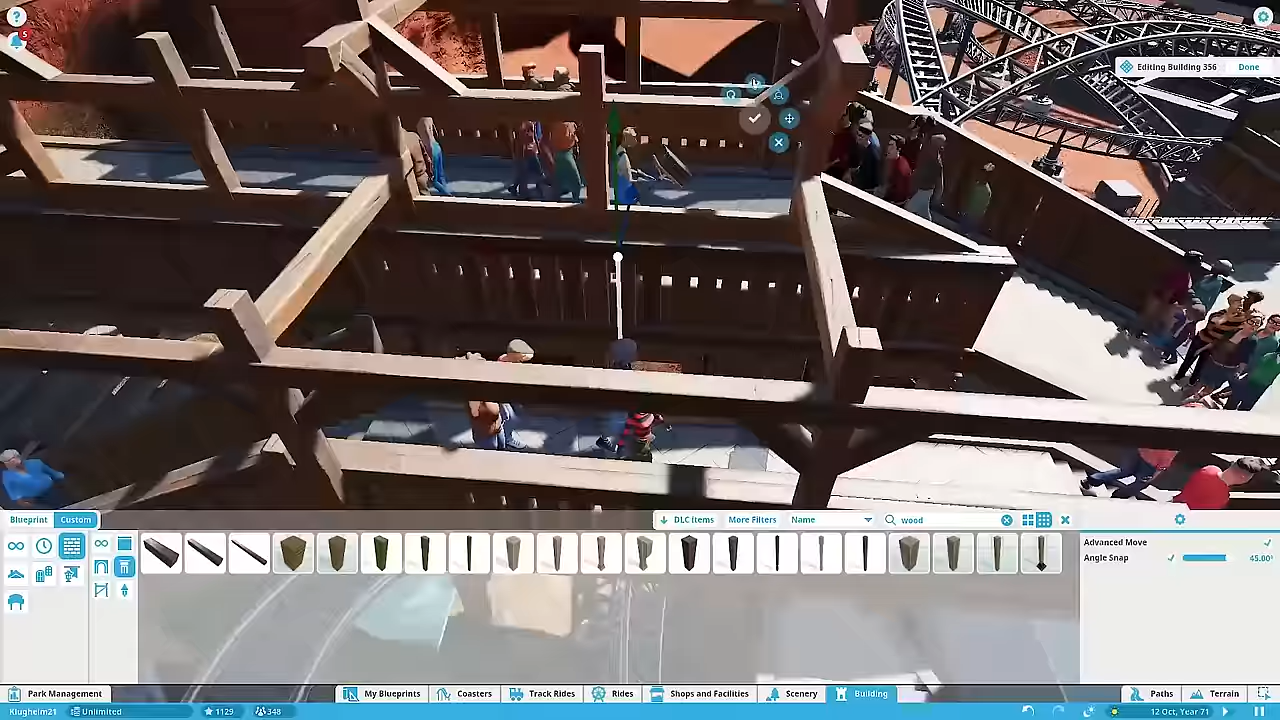 ?
5
Editing Building 356 Done
Blueprint Custom
DLC Items More Filters Name wood
Advanced Move
Angle Snap 45.00°
Park Management My Blueprints Coasters Track Rides Rides Shops and Facilities Scenery Building Paths Terrain
Klugheim21 Unlimited 1129 348 12 Oct, Year 71